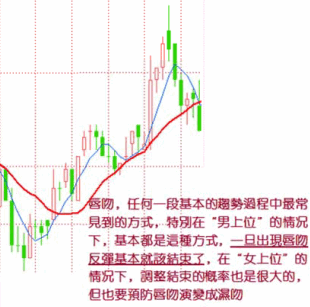 唇吻，任何一段基本的趨勢過程中最常
見到的方式，特別在“男上位”的情況
下，基本都是這種方式，一旦出現唇吻
反彈基本就該結束了，在“女上位”的
情況下，調整結束的概率也是很大的，
但也要預防唇吻演變成濕吻